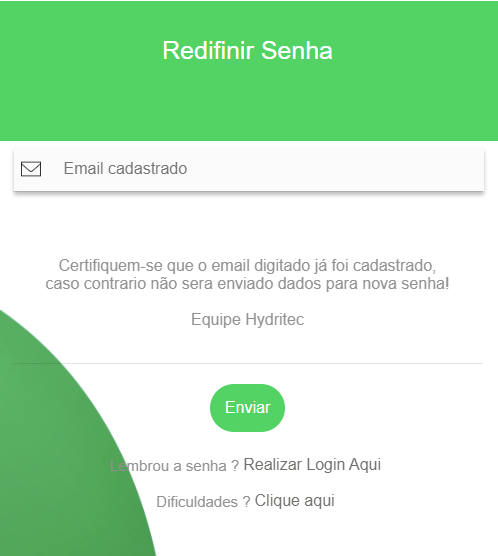 Redifinir Senha
Email cadastrado
Certifiquem-se que o email digitado já foi cadastrado,
caso contrario não sera enviado dados para nova senha!
Equipe Hydritec
Enviar
Lembrou a senha ? Realizar Login Aqui
Dificuldades ? Clique aqui